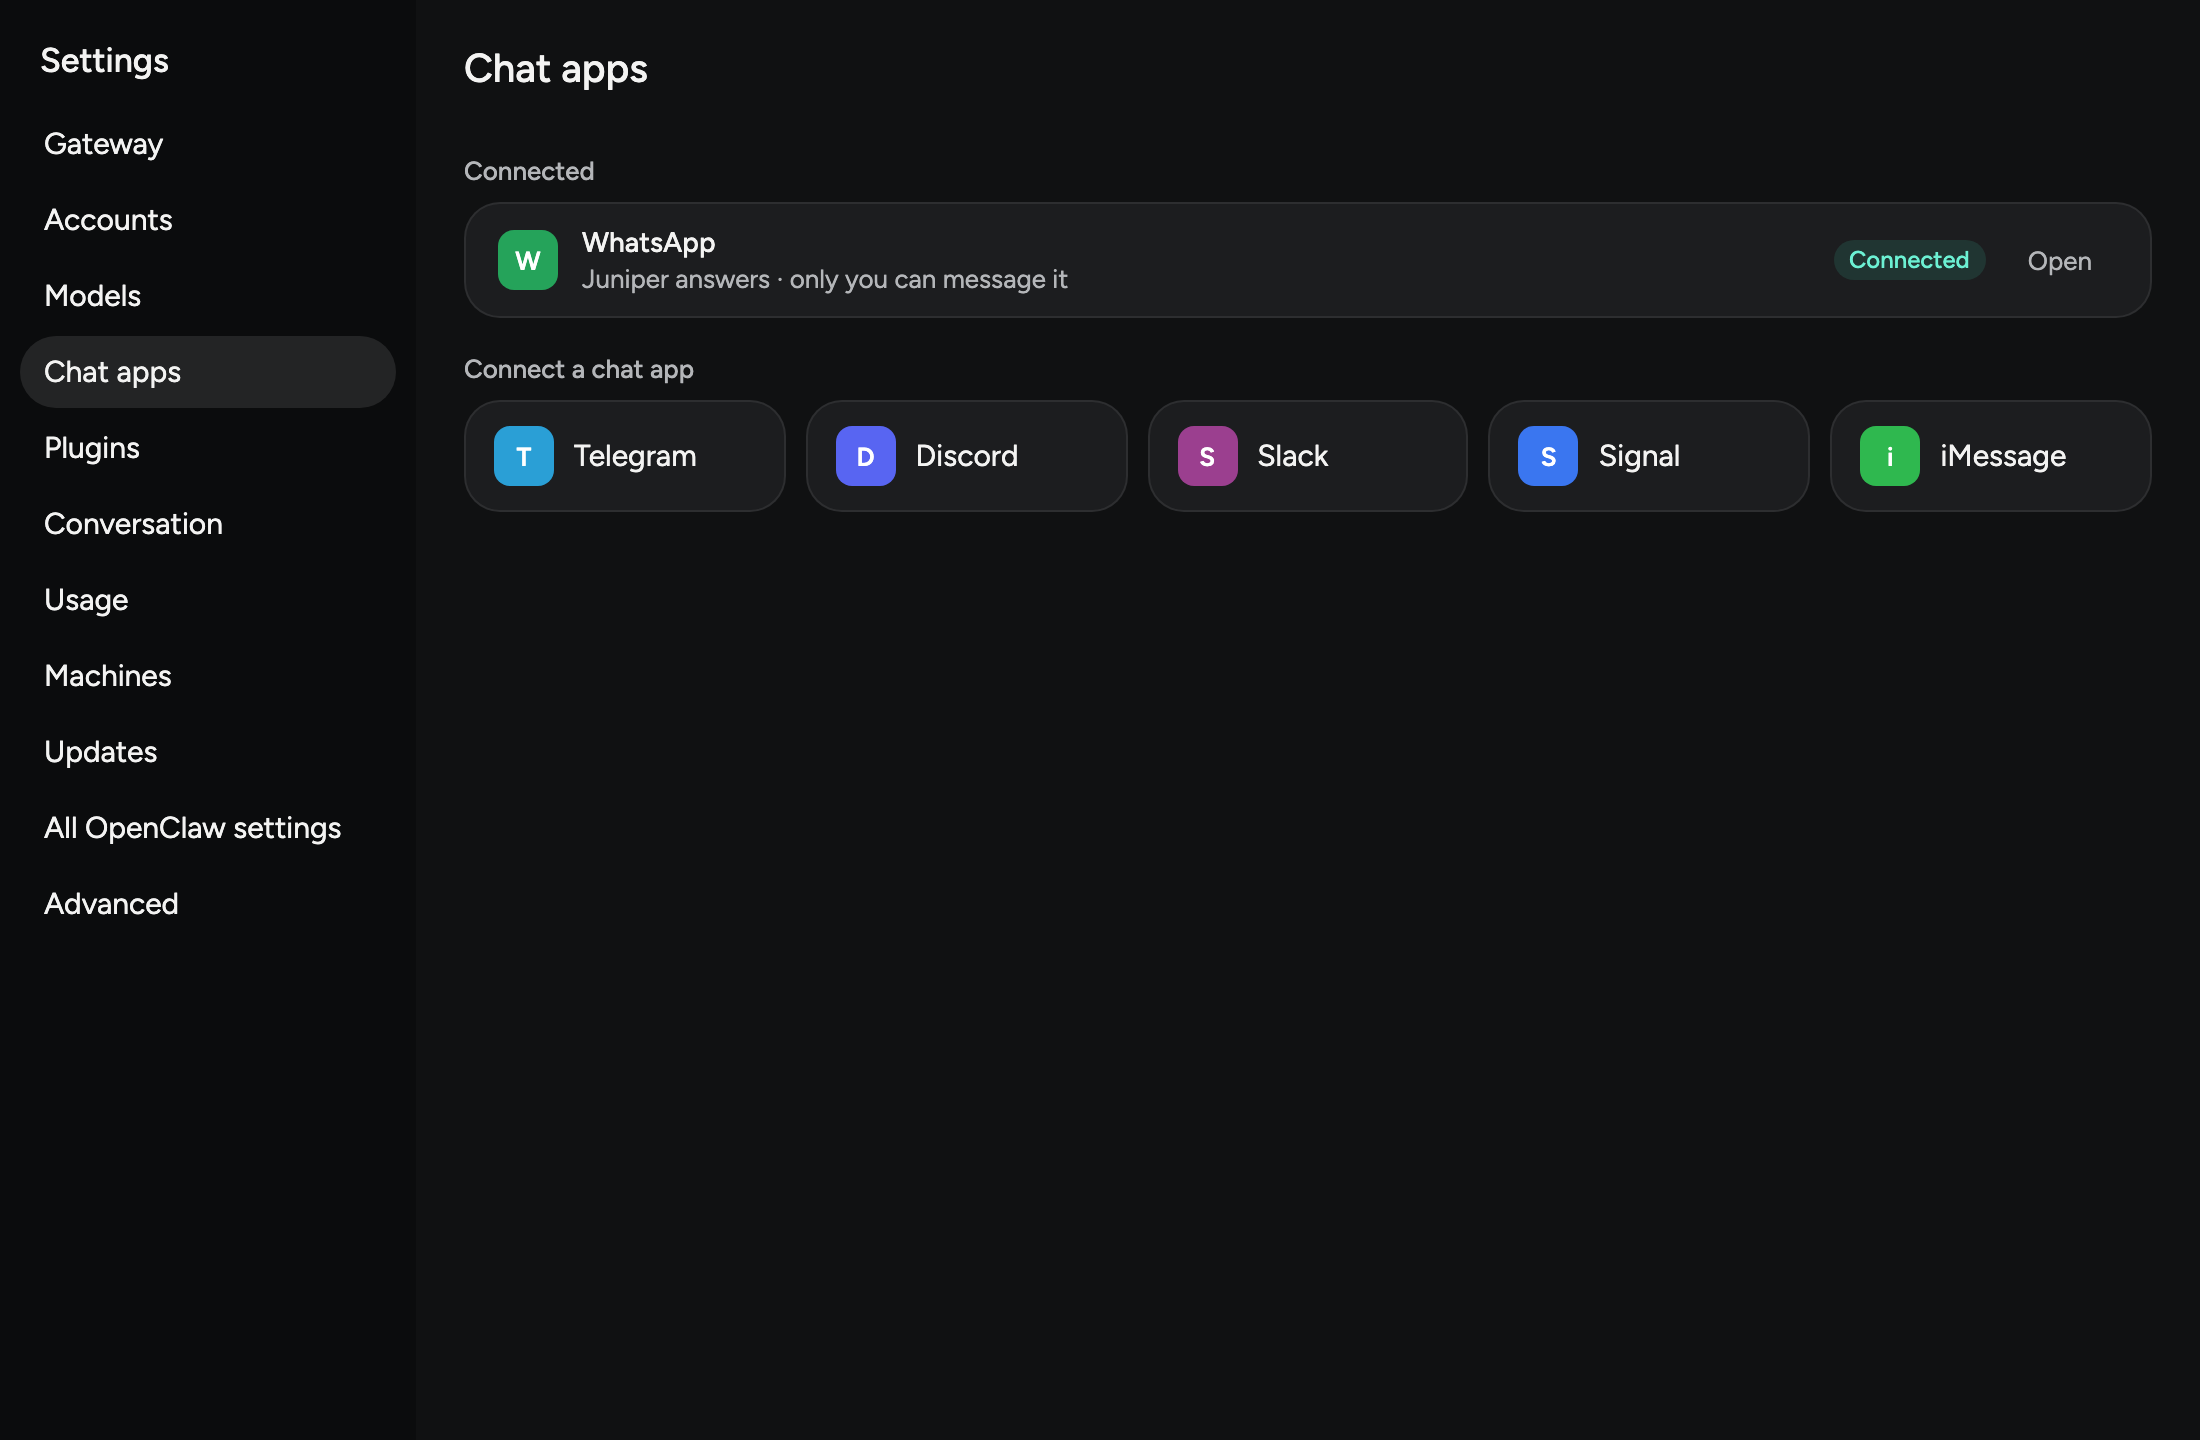 Settings
Gateway
Accounts
Models
Chat apps
Plugins
Conversation
Usage
Machines
Updates
All OpenClaw settings
Advanced
Chat apps
Connected
W
WhatsApp
Juniper answers · only you can message it
Connected
Open
Connect a chat app
T Telegram
D Discord
S Slack
S Signal
i iMessage